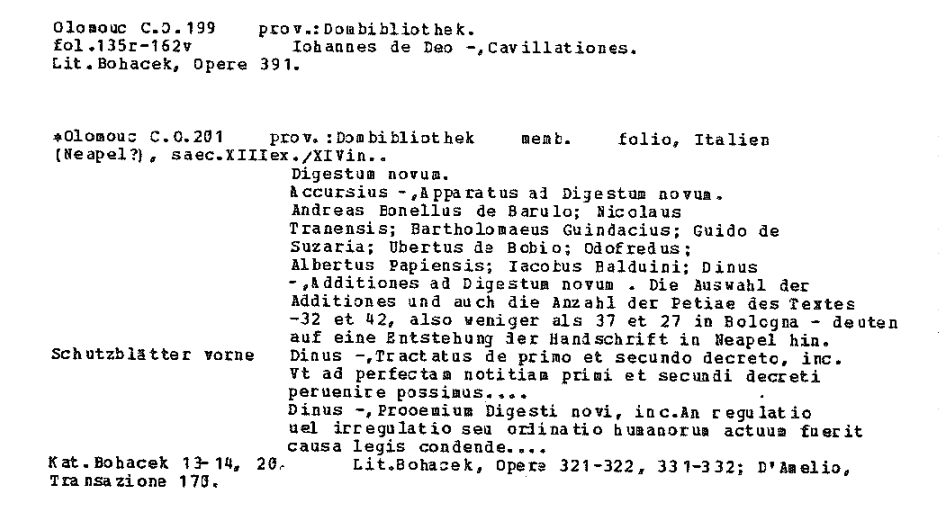 Olomouc C.O.199 prov.:Dombibliothek.
fol.135r-162v Iohannes de Deo -,Cavillationes.
Lit.Bohacek, Opere 391.
*Olomouc C.O.201 prov.:Dombibliothek memb. folio, Italien
(Neapel?), saec.XIIIex./XIVin..
Digestum novum.
Accursius -,Apparatus ad Digestum novum.
Andreas Bonellus de Barulo; Nicolaus
Tranensis; Bartholomaeus Guindacius; Guido de
Suzaria; Ubertus de Bobio; Odofredus;
Albertus Papiensis; Iacobus Balduini; Dinus
-,Additiones ad Digestum novum . Die Auswahl der
Additiones und auch die Anzahl der Petiae des Textes
-32 et 42, also weniger als 37 et 27 in Bologna - deuten
auf eine Entstehung der Handschrift in Neapel hin.
Schutzblätter vorne Dinus -,Tractatus de primo et secundo decreto, inc.
Vt ad perfectam notitiam primi et secundi decreti
peruenire possimus....
Dinus -,Prooemium Digesti novi, inc.An regulatio
uel irregulatio seu ordinatio humanorum actuum fuerit
causa legis condende....
Kat.Bohacek 13-14, 20. Lit.Bohacek, Opere 321-322, 331-332; D'Amelio,
Transazione 170.